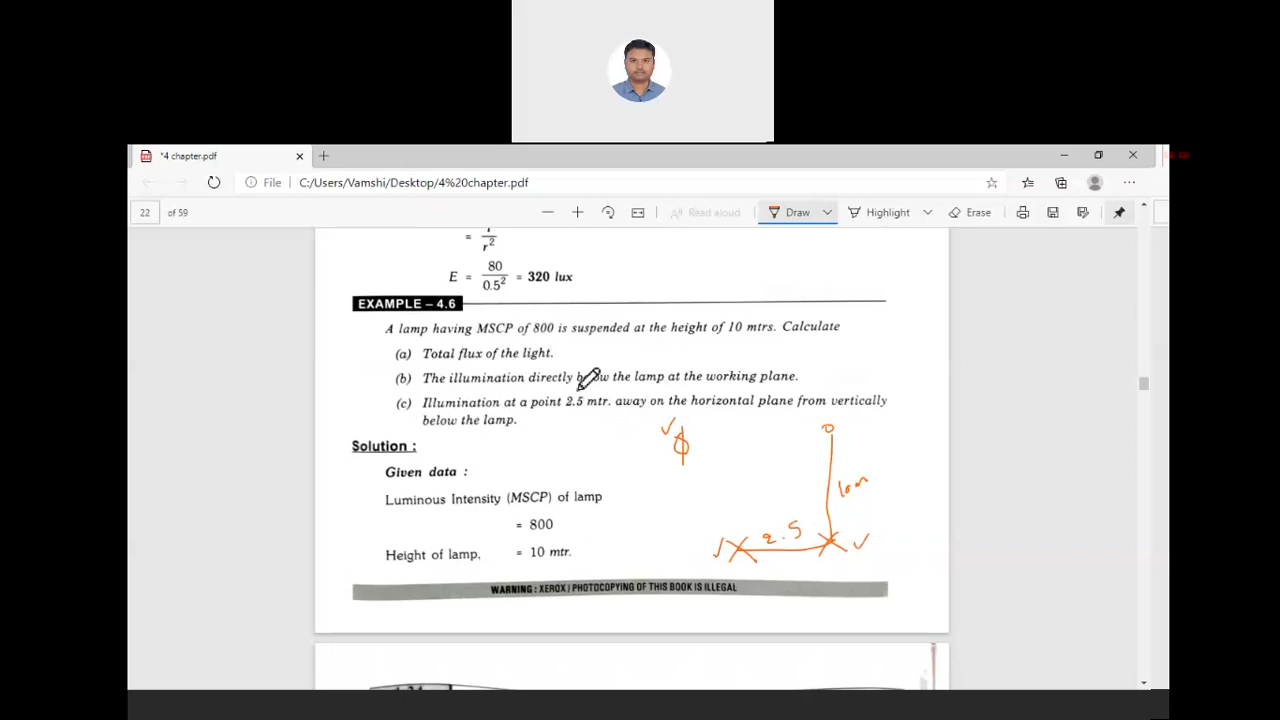 *4 chapter.pdf
File C:/Users/Vamshi/Desktop/4%20chapter.pdf
22 of 59 Read aloud Draw Highlight Erase
= r²
E = 80 / 0.5² = 320 lux
EXAMPLE – 4.6
A lamp having MSCP of 800 is suspended at the height of 10 mtrs. Calculate
(a) Total flux of the light.
(b) The illumination directly below the lamp at the working plane.
(c) Illumination at a point 2.5 mtr. away on the horizontal plane from vertically
below the lamp.
Solution :
Given data :
Luminous Intensity (MSCP) of lamp
= 800
Height of lamp, = 10 mtr.
ϕ
10m
2.5
WARNING : XEROX / PHOTOCOPYING OF THIS BOOK IS ILLEGAL